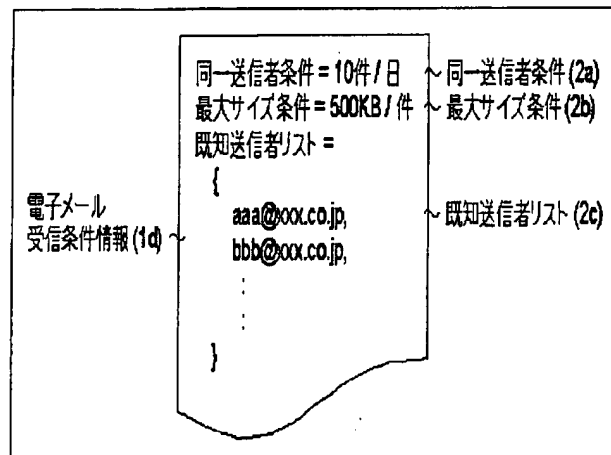 同一送信者条件 = 10件 / 日 ~ 同一送信者条件 (2a)
最大サイズ条件 = 500KB / 件 ~ 最大サイズ条件 (2b)
既知送信者リスト =
{
aaa@xxx.co.jp, ~ 既知送信者リスト (2c)
電子メール
受信条件情報 (1d) ~ bbb@xxx.co.jp,
:
:
}